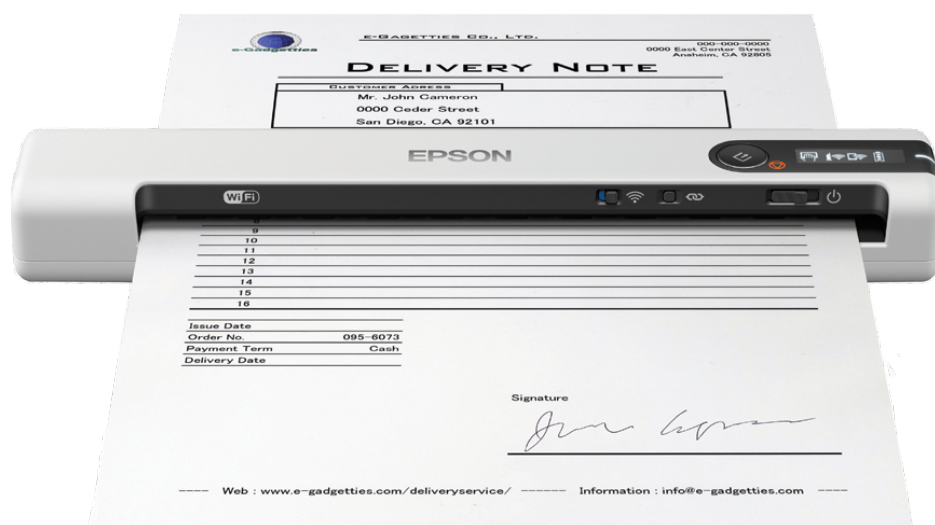 e-Gadgetties
E-GAGETTIES CO., LTD.
000-000-0000
0000 East Center Street
Anaheim, CA 92805
DELIVERY NOTE
CUSTOMER ADRESS
Mr. John Cameron
0000 Ceder Street
San Diego, CA 92101
EPSON
WiFi
8
9
10
11
12
13
14
15
16
Issue Date
Order No. 095-6073
Payment Term Cash
Delivery Date
Signature
Web : www.e-gadgetties.com/deliveryservice/ Information : info@e-gadgetties.com